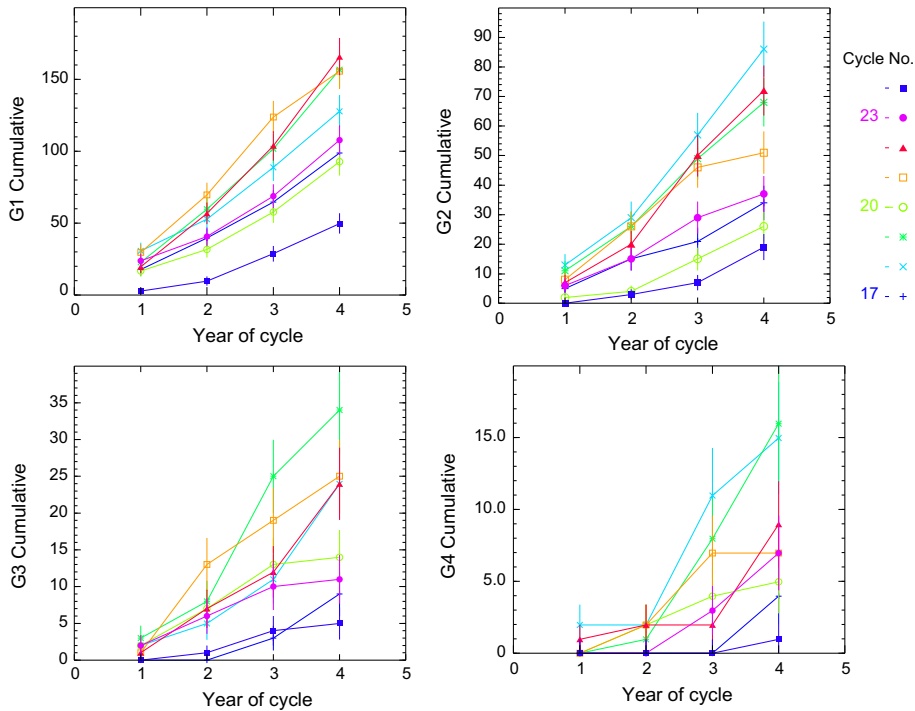 G1 Cumulative
150
100
50
0
0 1 2 3 4 5
Year of cycle
G2 Cumulative
90
80
70
60
50
40
30
20
10
0
0 1 2 3 4 5
Year of cycle
Cycle No.
23
20
17
G3 Cumulative
35
30
25
20
15
10
5
0
0 1 2 3 4 5
Year of cycle
G4 Cumulative
15.0
10.0
5.0
0
0 1 2 3 4 5
Year of cycle